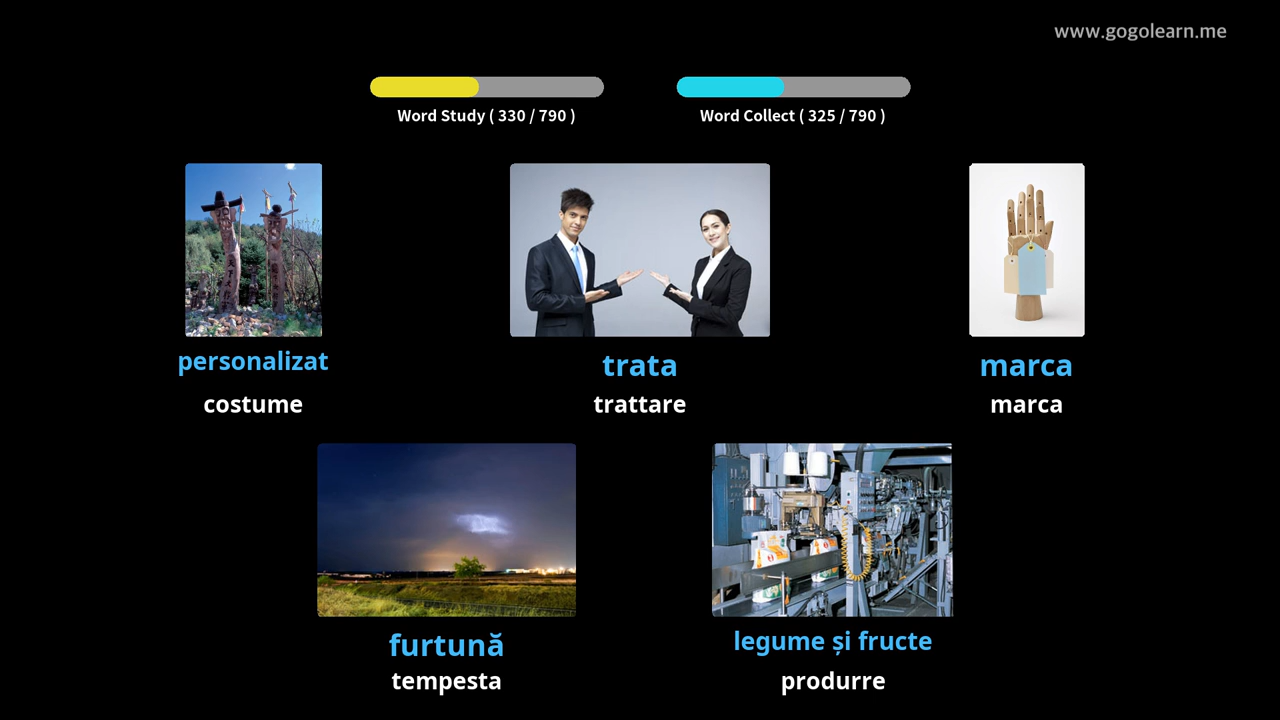 www.gogolearn.me
Word Study ( 330 / 790 )
Word Collect ( 325 / 790 )
personalizat
costume
trata
trattare
marca
marca
furtună
tempesta
legume și fructe
produrre